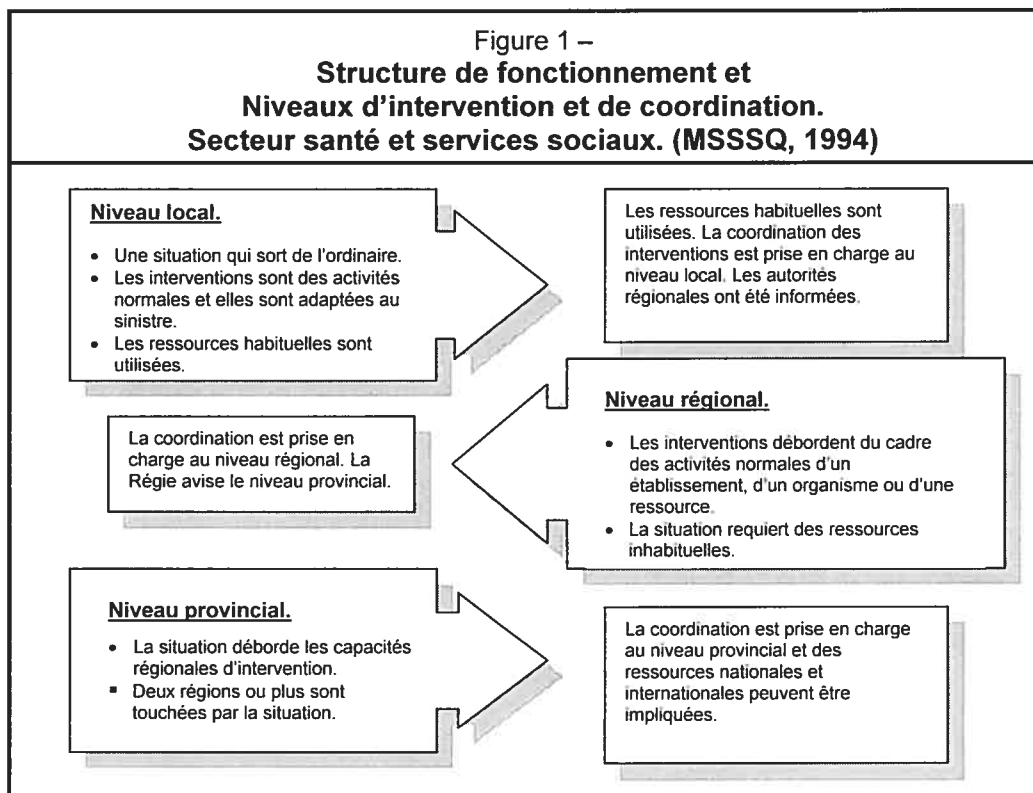 Figure 1 –
Structure de fonctionnement et
Niveaux d'intervention et de coordination.
Secteur santé et services sociaux. (MSSSQ, 1994)
Niveau local.
• Une situation qui sort de l'ordinaire.
• Les interventions sont des activités
normales et elles sont adaptées au
sinistre.
• Les ressources habituelles sont
utilisées.
Les ressources habituelles sont
utilisées. La coordination des
interventions est prise en charge au
niveau local. Les autorités
régionales ont été informées.
Niveau régional.
• Les interventions débordent du cadre
des activités normales d'un
établissement, d'un organisme ou d'une
ressource.
• La situation requiert des ressources
inhabituelles.
La coordination est prise en
charge au niveau régional. La
Régie avise le niveau provincial.
Niveau provincial.
• La situation déborde les capacités
régionales d'intervention.
▪ Deux régions ou plus sont
touchées par la situation.
La coordination est prise en charge
au niveau provincial et des
ressources nationales et
internationales peuvent être
impliquées.